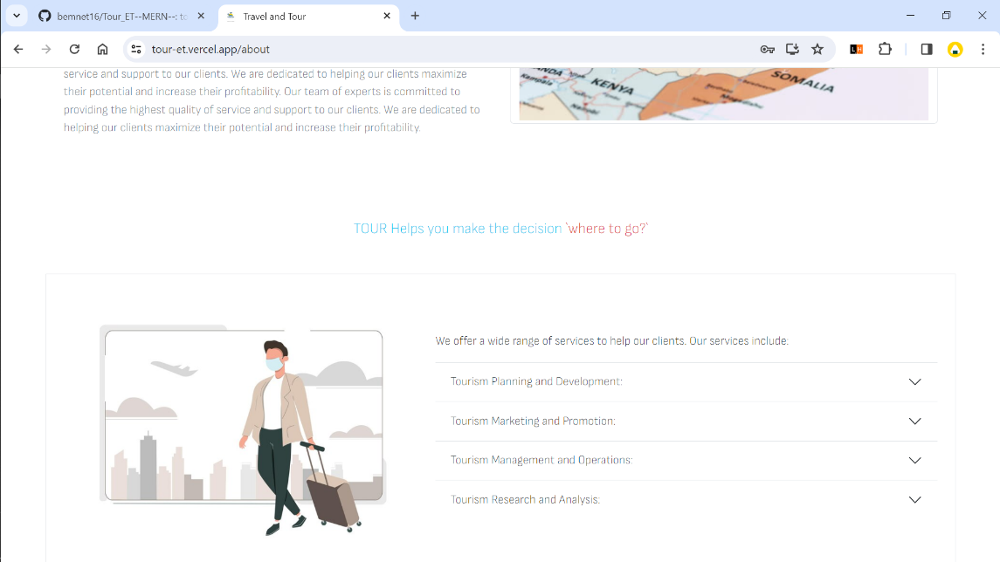 bemnet16/Tour_ET--MERN--: to
Travel and Tour
tour-et.vercel.app/about
service and support to our clients. We are dedicated to helping our clients maximize
their potential and increase their profitability. Our team of experts is committed to
providing the highest quality of service and support to our clients. We are dedicated to
helping our clients maximize their potential and increase their profitability.
Kampala
KENYA
Nairobi
SOMALIA
TOUR Helps you make the decision `where to go?`
We offer a wide range of services to help our clients. Our services include:
Tourism Planning and Development:
Tourism Marketing and Promotion:
Tourism Management and Operations:
Tourism Research and Analysis: